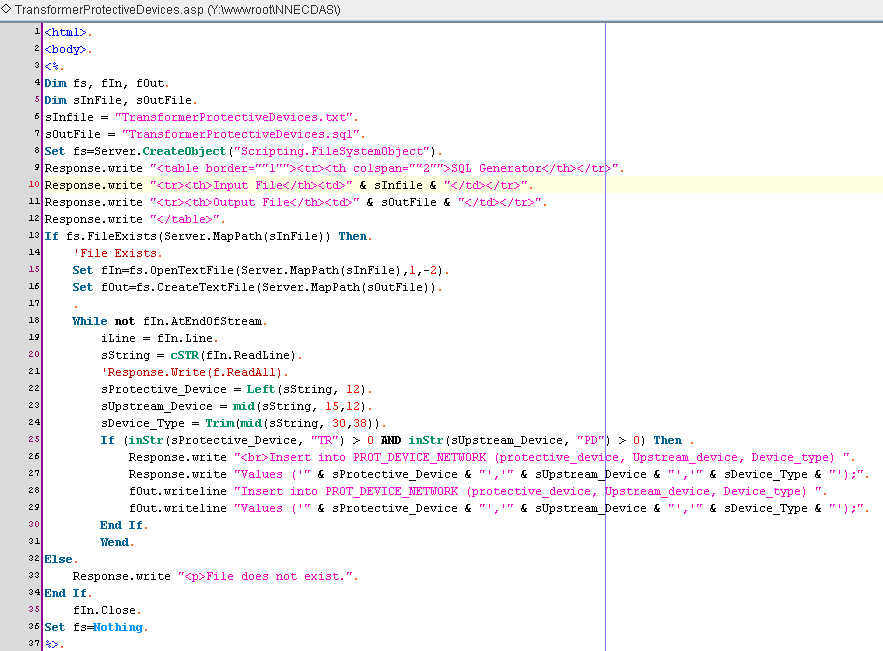 TransformerProtectiveDevices.asp (Y:\wwwroot\NNECDAS\)
1 <html>.
2 <body>.
3 <%.
4 Dim fs, fIn, fOut.
5 Dim sInFile, sOutFile.
6 sInfile = "TransformerProtectiveDevices.txt".
7 sOutFile = "TransformerProtectiveDevices.sql".
8 Set fs=Server.CreateObject("Scripting.FileSystemObject").
9 Response.write "<table border=""1""><tr><th colspan=""2"">SQL Generator</th></tr>".
10 Response.write "<tr><th>Input File</th><td>" & sInfile & "</td></tr>".
11 Response.write "<tr><th>Output File</th><td>" & sOutFile & "</td></tr>".
12 Response.write "</table>".
13 If fs.FileExists(Server.MapPath(sInFile)) Then.
14     'File Exists.
15     Set fIn=fs.OpenTextFile(Server.MapPath(sInFile),1,-2).
16     Set fOut=fs.CreateTextFile(Server.MapPath(sOutFile)).
17     .
18     While not fIn.AtEndOfStream.
19         iLine = fIn.Line.
20         sString = cSTR(fIn.ReadLine).
21         'Response.Write(f.ReadAll).
22         sProtective_Device = Left(sString, 12).
23         sUpstream_Device = mid(sString, 15,12).
24         sDevice_Type = Trim(mid(sString, 30,38)).
25         If (inStr(sProtective_Device, "TR") > 0 AND inStr(sUpstream_Device, "PD") > 0) Then .
26             Response.write "<br>Insert into PROT_DEVICE_NETWORK (protective_device, Upstream_device, Device_type) ".
27             Response.write "Values ('" & sProtective_Device & "','" & sUpstream_Device & "','" & sDevice_Type & "');".
28             fOut.writeline "Insert into PROT_DEVICE_NETWORK (protective_device, Upstream_device, Device_type) ".
29             fOut.writeline "Values ('" & sProtective_Device & "','" & sUpstream_Device & "','" & sDevice_Type & "');".
30         End If.
31         Wend.
32 Else.
33     Response.write "<p>File does not exist.".
34 End If.
35     fIn.Close.
36 Set fs=Nothing.
37 %>.